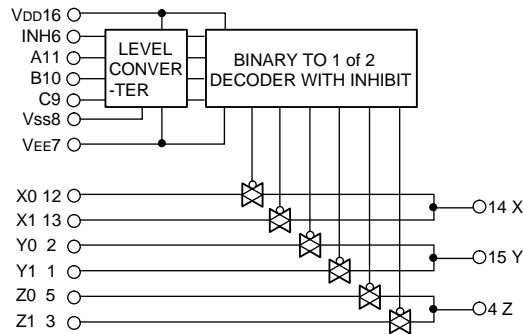 VDD16
INH6
A11
B10
C9
Vss8
VEE7
LEVEL
CONVER
-TER
BINARY TO 1 of 2
DECODER WITH INHIBIT
X0 12
X1 13
14 X
Y0 2
Y1 1
15 Y
Z0 5
Z1 3
4 Z